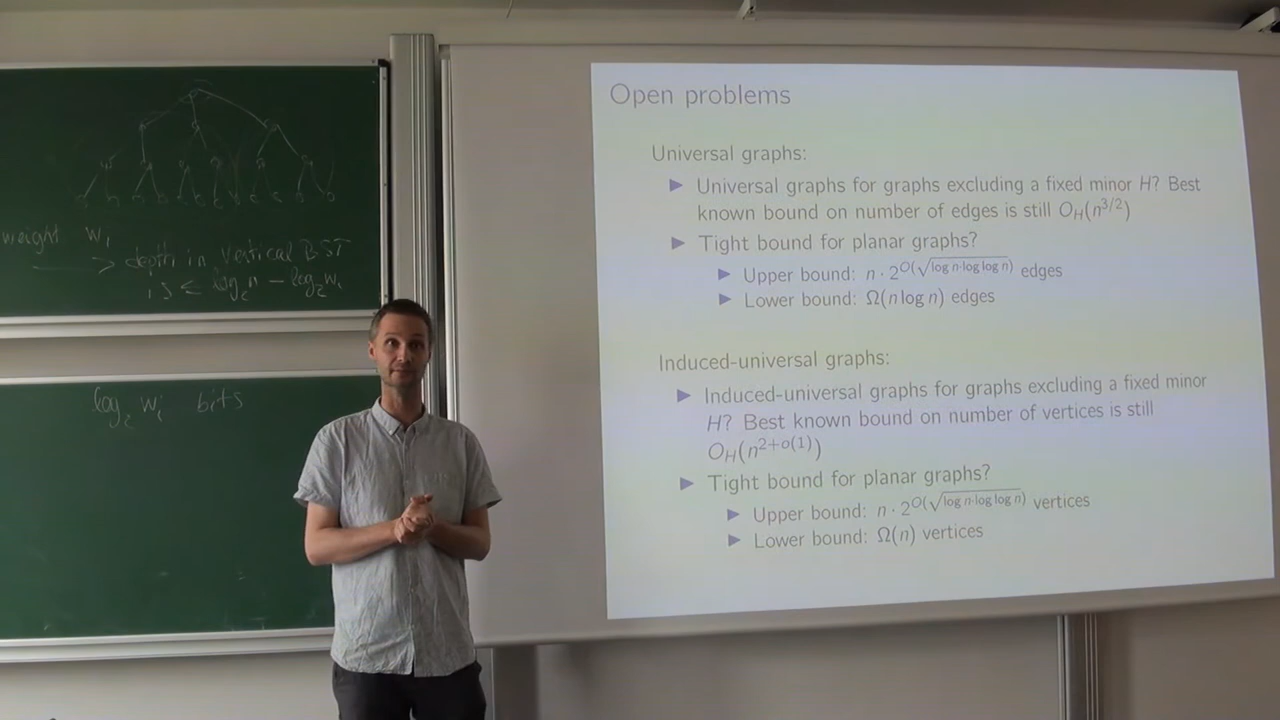 weight w_i
→ depth in vertical BST
is ≤ log_2 n - log_2 w_i
log_2 w_i bits
Open problems
Universal graphs:
▶ Universal graphs for graphs excluding a fixed minor H? Best
known bound on number of edges is still O_H(n^{3/2})
▶ Tight bound for planar graphs?
▶ Upper bound: n · 2^{O(√(log n·log log n))} edges
▶ Lower bound: Ω(n log n) edges
Induced-universal graphs:
▶ Induced-universal graphs for graphs excluding a fixed minor
H? Best known bound on number of vertices is still
O_H(n^{2+o(1)})
▶ Tight bound for planar graphs?
▶ Upper bound: n · 2^{O(√(log n·log log n))} vertices
▶ Lower bound: Ω(n) vertices